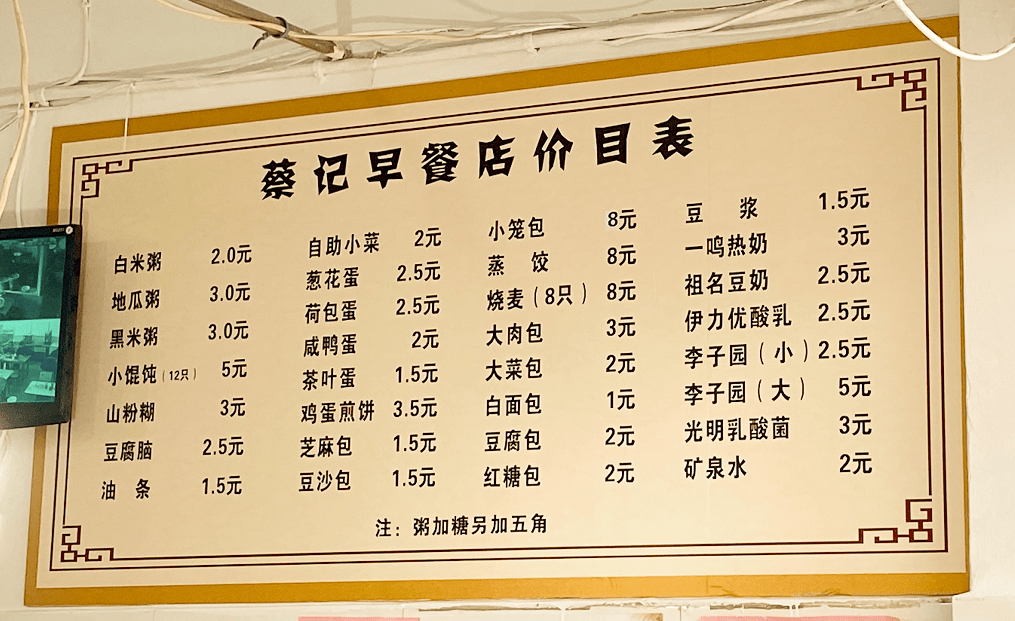 蔡记早餐店价目表
白米粥 2.0元
地瓜粥 3.0元
黑米粥 3.0元
小馄饨（12只） 5元
山粉糊 3元
豆腐脑 2.5元
油条 1.5元
自助小菜 2元
葱花蛋 2.5元
荷包蛋 2.5元
咸鸭蛋 2元
茶叶蛋 1.5元
鸡蛋煎饼 3.5元
芝麻包 1.5元
豆沙包 1.5元
小笼包 8元
蒸饺 8元
烧麦（8只） 8元
大肉包 3元
大菜包 2元
白面包 1元
豆腐包 2元
红糖包 2元
豆浆 1.5元
一鸣热奶 3元
祖名豆奶 2.5元
伊力优酸乳 2.5元
李子园（小） 2.5元
李子园（大） 5元
光明乳酸菌 3元
矿泉水 2元
注：粥加糖另加五角